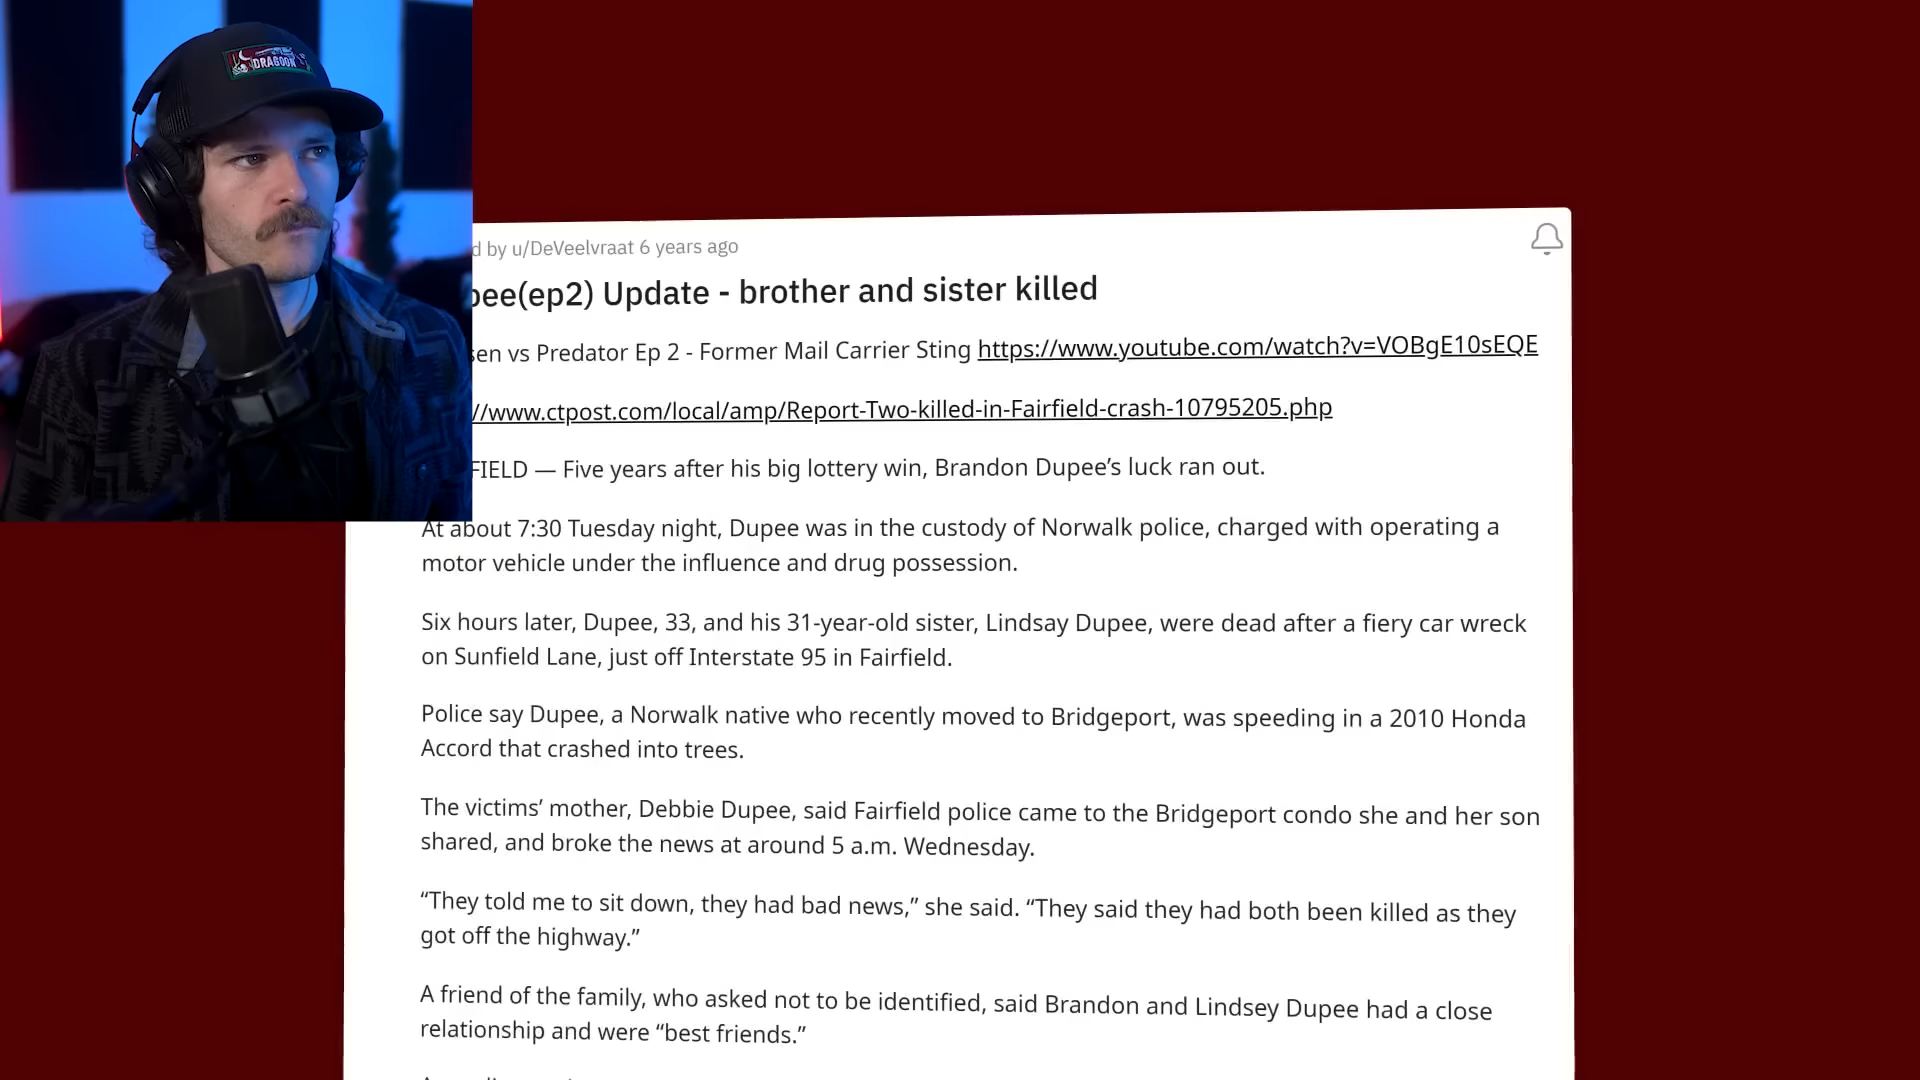 DRAGOON
d by u/DeVeelvraat 6 years ago
pee(ep2) Update - brother and sister killed
sen vs Predator Ep 2 - Former Mail Carrier Sting https://www.youtube.com/watch?v=VOBgE10sEQE
//www.ctpost.com/local/amp/Report-Two-killed-in-Fairfield-crash-10795205.php
FIELD — Five years after his big lottery win, Brandon Dupee’s luck ran out.
At about 7:30 Tuesday night, Dupee was in the custody of Norwalk police, charged with operating a
motor vehicle under the influence and drug possession.
Six hours later, Dupee, 33, and his 31-year-old sister, Lindsay Dupee, were dead after a fiery car wreck
on Sunfield Lane, just off Interstate 95 in Fairfield.
Police say Dupee, a Norwalk native who recently moved to Bridgeport, was speeding in a 2010 Honda
Accord that crashed into trees.
The victims’ mother, Debbie Dupee, said Fairfield police came to the Bridgeport condo she and her son
shared, and broke the news at around 5 a.m. Wednesday.
“They told me to sit down, they had bad news,” she said. “They said they had both been killed as they
got off the highway.”
A friend of the family, who asked not to be identified, said Brandon and Lindsey Dupee had a close
relationship and were “best friends.”